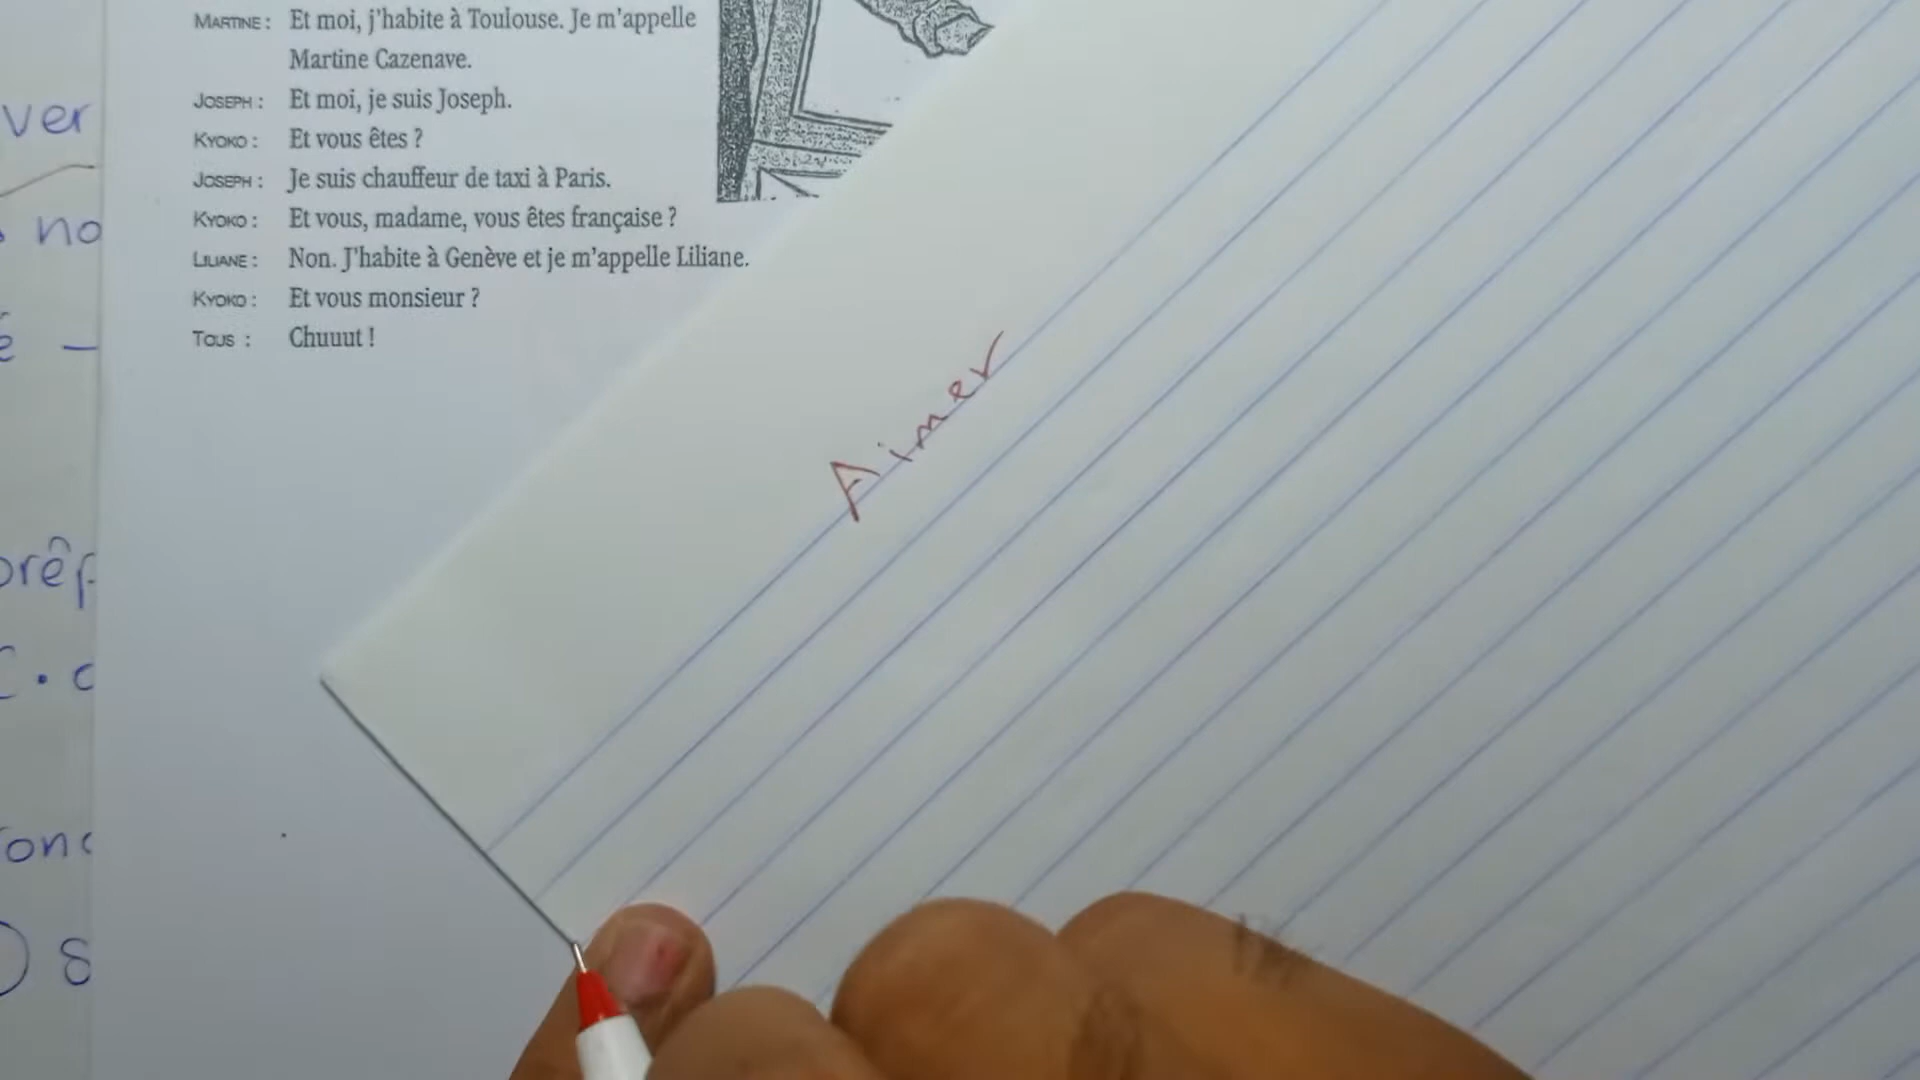 MARTINE : Et moi, j'habite à Toulouse. Je m'appelle
Martine Cazenave.
JOSEPH : Et moi, je suis Joseph.
KYOKO : Et vous êtes ?
JOSEPH : Je suis chauffeur de taxi à Paris.
KYOKO : Et vous, madame, vous êtes française ?
LILIANE : Non. J'habite à Genève et je m'appelle Liliane.
KYOKO : Et vous monsieur ?
TOUS : Chuuut !
Aimer
ver
no